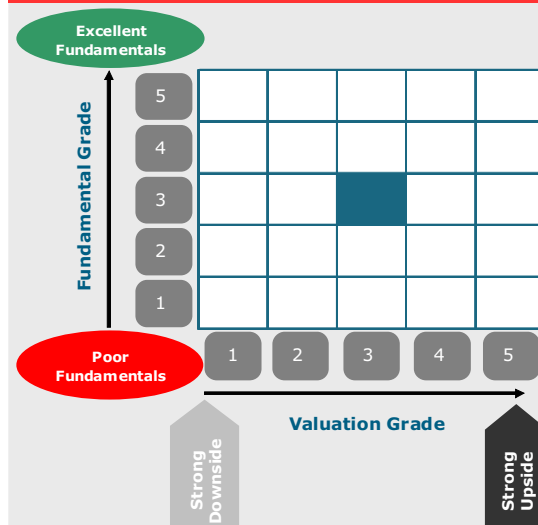 Excellent
Fundamentals
Fundamental Grade
5
4
3
2
1
Poor
Fundamentals
1 2 3 4 5
Valuation Grade
Strong
Downside
Strong
Upside